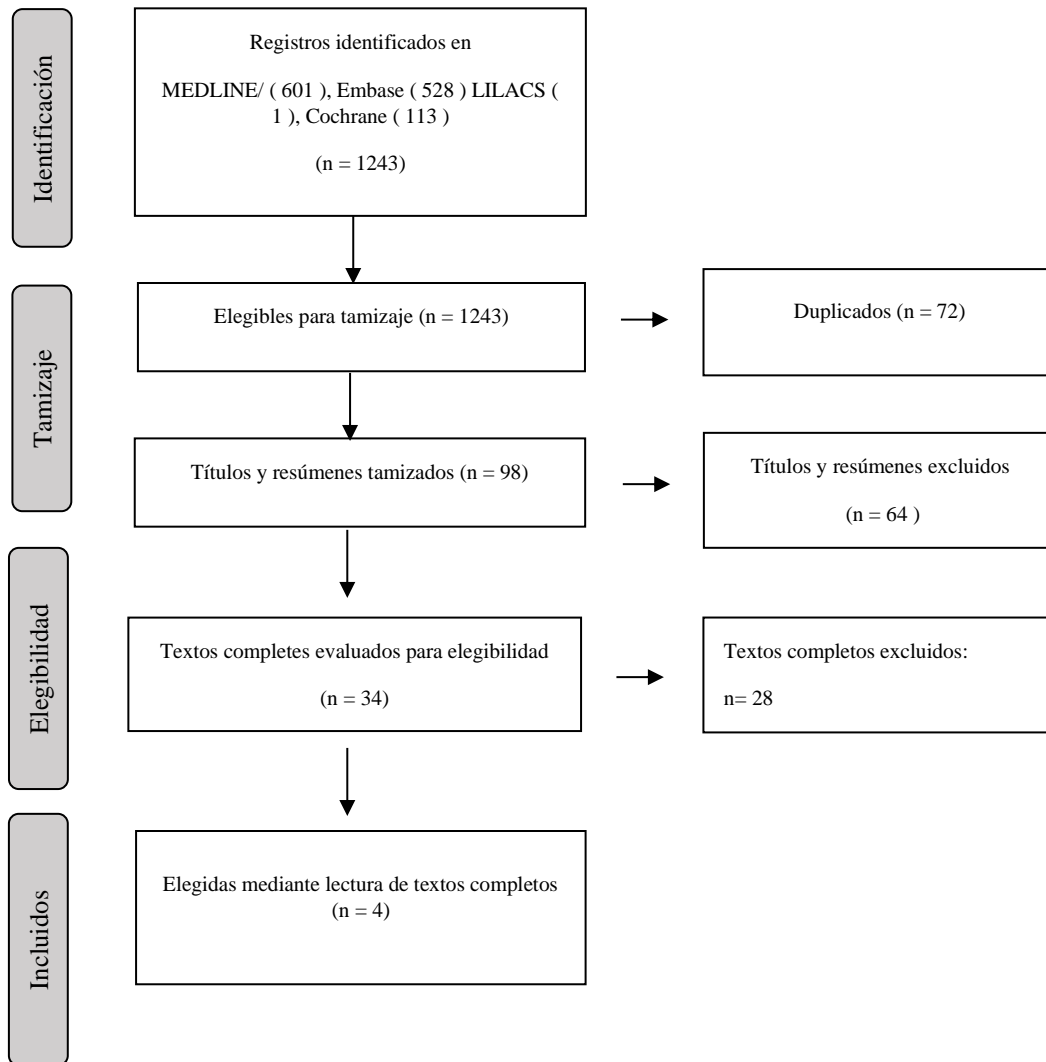 Identificación
Registros identificados en
MEDLINE/ ( 601 ), Embase ( 528 ) LILACS (
1 ), Cochrane ( 113 )
(n = 1243)
Tamizaje
Elegibles para tamizaje (n = 1243)
Duplicados (n = 72)
Títulos y resúmenes tamizados (n = 98)
Títulos y resúmenes excluidos
(n = 64 )
Elegibilidad
Textos completes evaluados para elegibilidad
(n = 34)
Textos completos excluidos:
n= 28
Incluidos
Elegidas mediante lectura de textos completos
(n = 4)